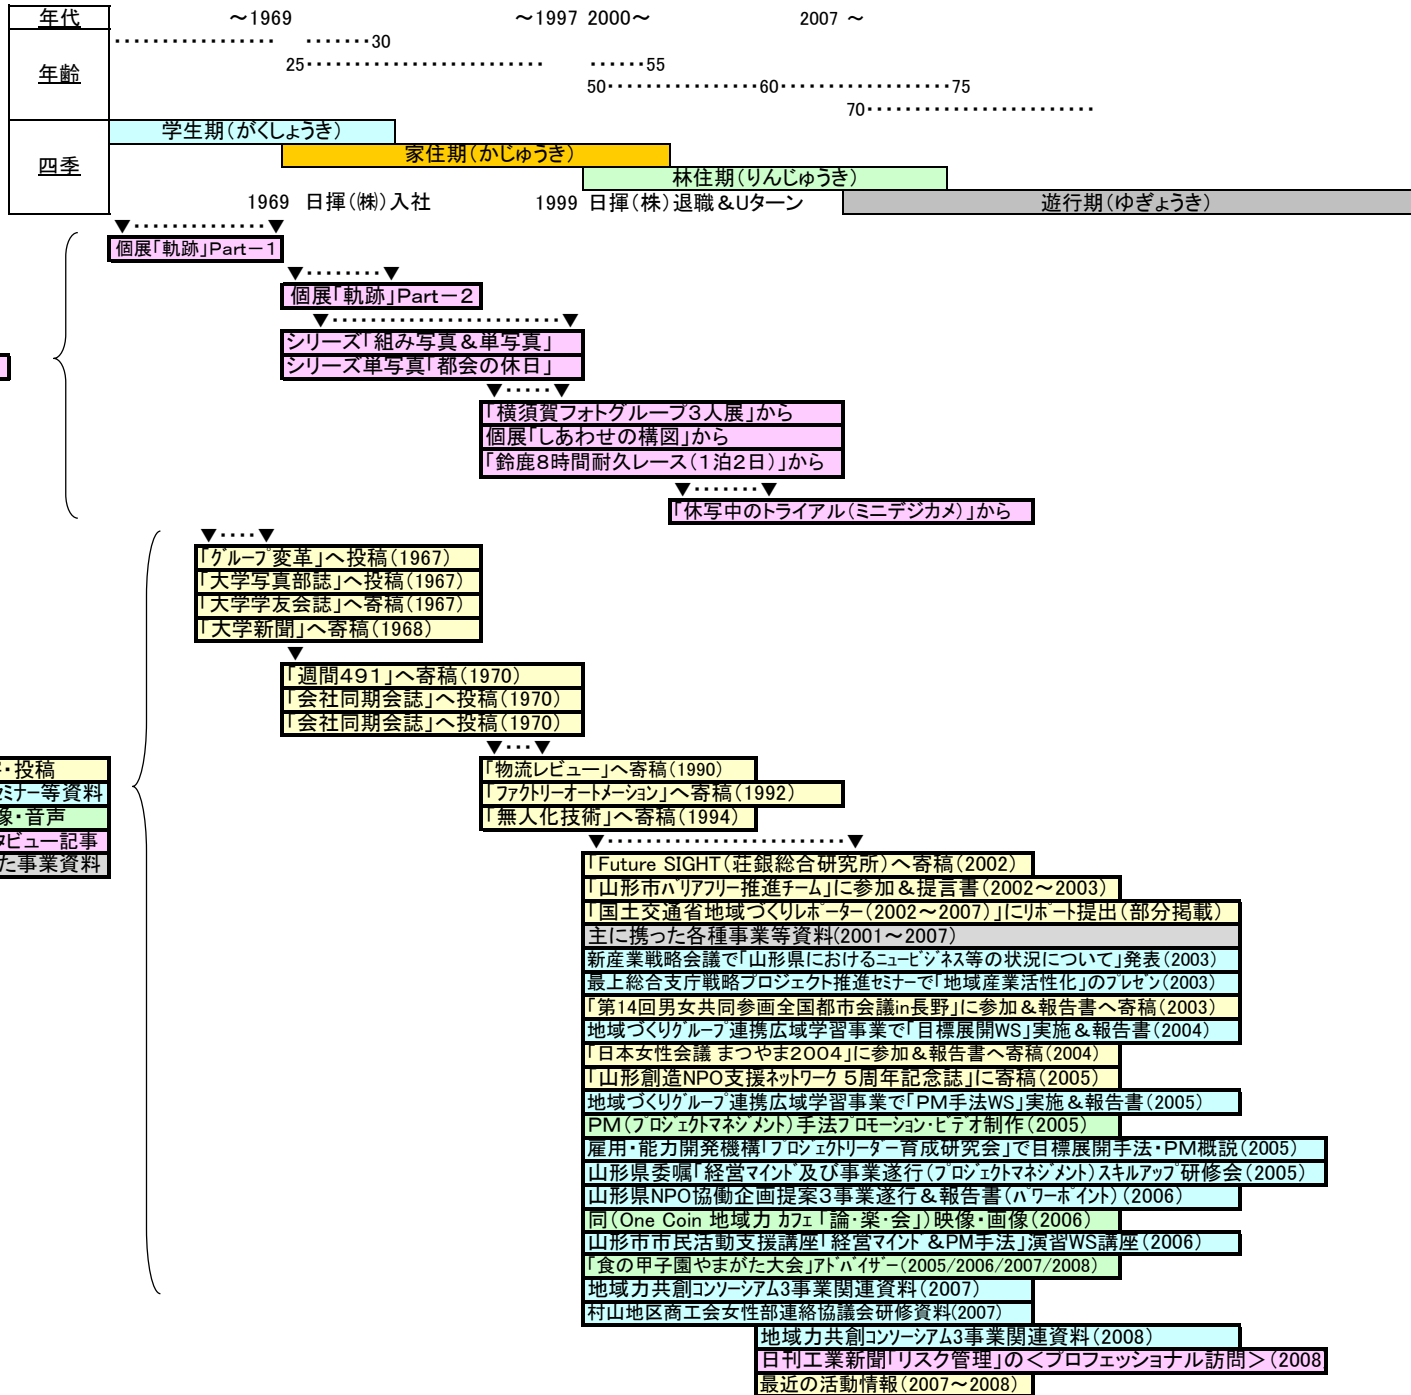 年代 ～1969 ～1997 2000～ 2007 ～
年齢
30
25 55
50 60 75
70
四季
学生期(がくしょうき)
家住期(かじゅうき)
林住期(りんじゅうき)
1969 日揮(㈱)入社 1999 日揮(株)退職＆Uターン 遊行期(ゆぎょうき)
個展「軌跡」Part－1
個展「軌跡」Part－2
シリーズ「組み写真＆単写真」
シリーズ単写真「都会の休日」
「横須賀フォトグループ3人展」から
個展「しあわせの構図」から
「鈴鹿8時間耐久レース(1泊2日)」から
「休写中のトライアル(ミニデジカメ)」から
「ｸﾞﾙｰﾌﾟ変革」へ投稿(1967)
「大学写真部誌」へ投稿(1967)
「大学学友会誌」へ寄稿(1967)
「大学新聞」へ寄稿(1968)
「週間491」へ寄稿(1970)
「会社同期会誌」へ投稿(1970)
「会社同期会誌」へ投稿(1970)
・投稿 「物流レビュー」へ寄稿(1990)
ｾﾐﾅｰ等資料 「ﾌｧｸﾄﾘｰｵｰﾄﾒｰｼｮﾝ」へ寄稿(1992)
像・音声 「無人化技術」へ寄稿(1994)
タビュー記事
た事業資料 「Future SIGHT(荘銀総合研究所)へ寄稿(2002)
「山形市ﾊﾞﾘｱﾌﾘｰ推進ﾁｰﾑ」に参加＆提言書(2002～2003)
「国土交通省地域づくりﾚﾎﾟｰﾀｰ(2002～2007)」にﾘﾎﾟｰﾄ提出(部分掲載)
主に携った各種事業等資料(2001～2007)
新産業戦略会議で「山形県におけるﾆｭｰﾋﾞｼﾞﾈｽ等の状況について」発表(2003)
最上総合支庁戦略プロジェクト推進ｾﾐﾅｰで「地域産業活性化」のﾌﾟﾚｾﾞﾝ(2003)
「第14回男女共同参画全国都市会議in長野」に参加＆報告書へ寄稿(2003)
地域づくりｸﾞﾙｰﾌﾟ連携広域学習事業で「目標展開WS」実施＆報告書(2004)
「日本女性会議 まつやま2004」に参加＆報告書へ寄稿(2004)
「山形創造NPO支援ﾈｯﾄﾜｰｸ 5周年記念誌」に寄稿(2005)
地域づくりｸﾞﾙｰﾌﾟ連携広域学習事業で「PM手法WS」実施＆報告書(2005)
PM(ﾌﾟﾛｼﾞｪｸﾄﾏﾈｼﾞﾒﾝﾄ)手法ﾌﾟﾛﾓｰｼｮﾝ･ﾋﾞﾃﾞｵ制作(2005)
雇用・能力開発機構「ﾌﾟﾛｼﾞｪｸﾄﾘｰﾀﾞｰ育成研究会」で目標展開手法・PM概説(2005)
山形県委嘱「経営ﾏｲﾝﾄﾞ及び事業遂行(ﾌﾟﾛｼﾞｪｸﾄﾏﾈｼﾞﾒﾝﾄ)ｽｷﾙｱｯﾌﾟ研修会(2005)
山形県NPO協働企画提案3事業遂行＆報告書(ﾊﾟﾜｰﾎﾟｲﾝﾄ)(2006)
同(One Coin 地域力 ｶﾌｪ「論・楽・会」)映像・画像(2006)
山形市市民活動支援講座「経営ﾏｲﾝﾄﾞ＆PM手法」演習WS講座(2006)
「食の甲子園やまがた大会」ｱﾄﾞﾊﾞｲｻﾞｰ(2005/2006/2007/2008)
地域力共創ｺﾝｿｰｼｱﾑ3事業関連資料(2007)
村山地区商工会女性部連絡協議会研修資料(2007)
地域力共創ｺﾝｿｰｼｱﾑ3事業関連資料(2008)
日刊工業新聞「リスク管理」の＜プロフェッショナル訪問＞(2008
最近の活動情報(2007～2008)